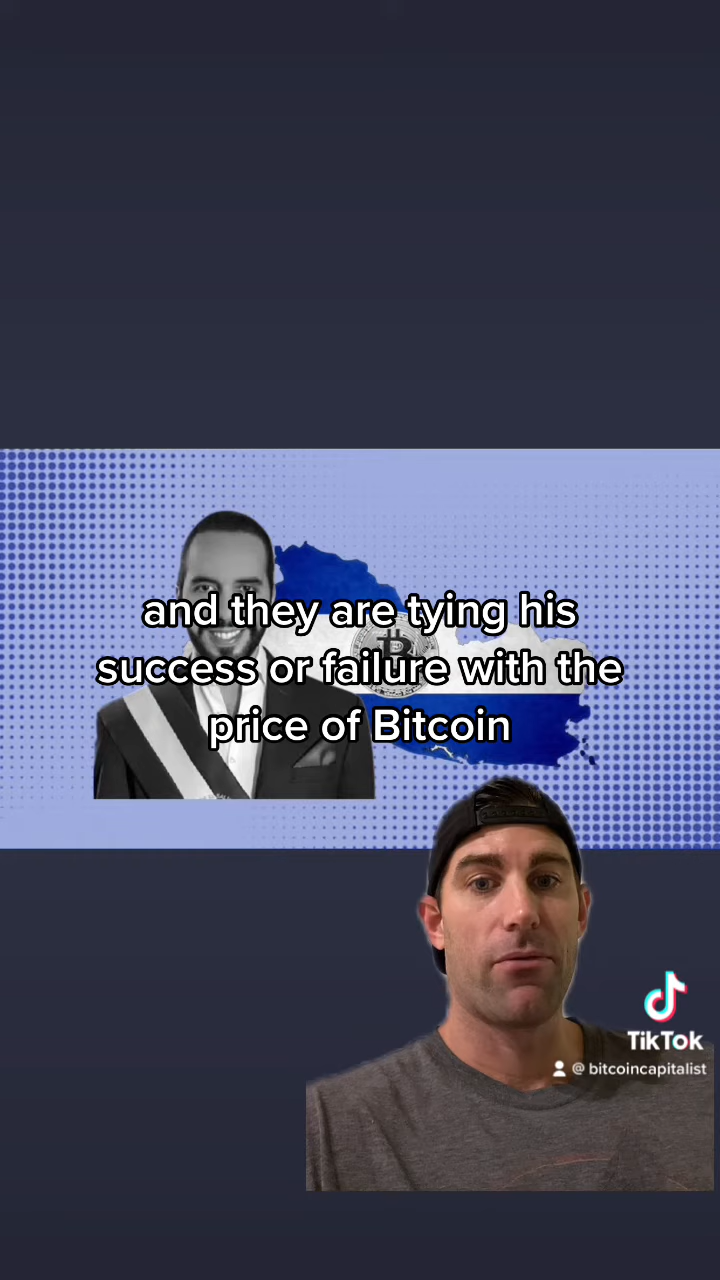 and they are tying his
success or failure with the
price of Bitcoin
TikTok
@ bitcoincapitalist